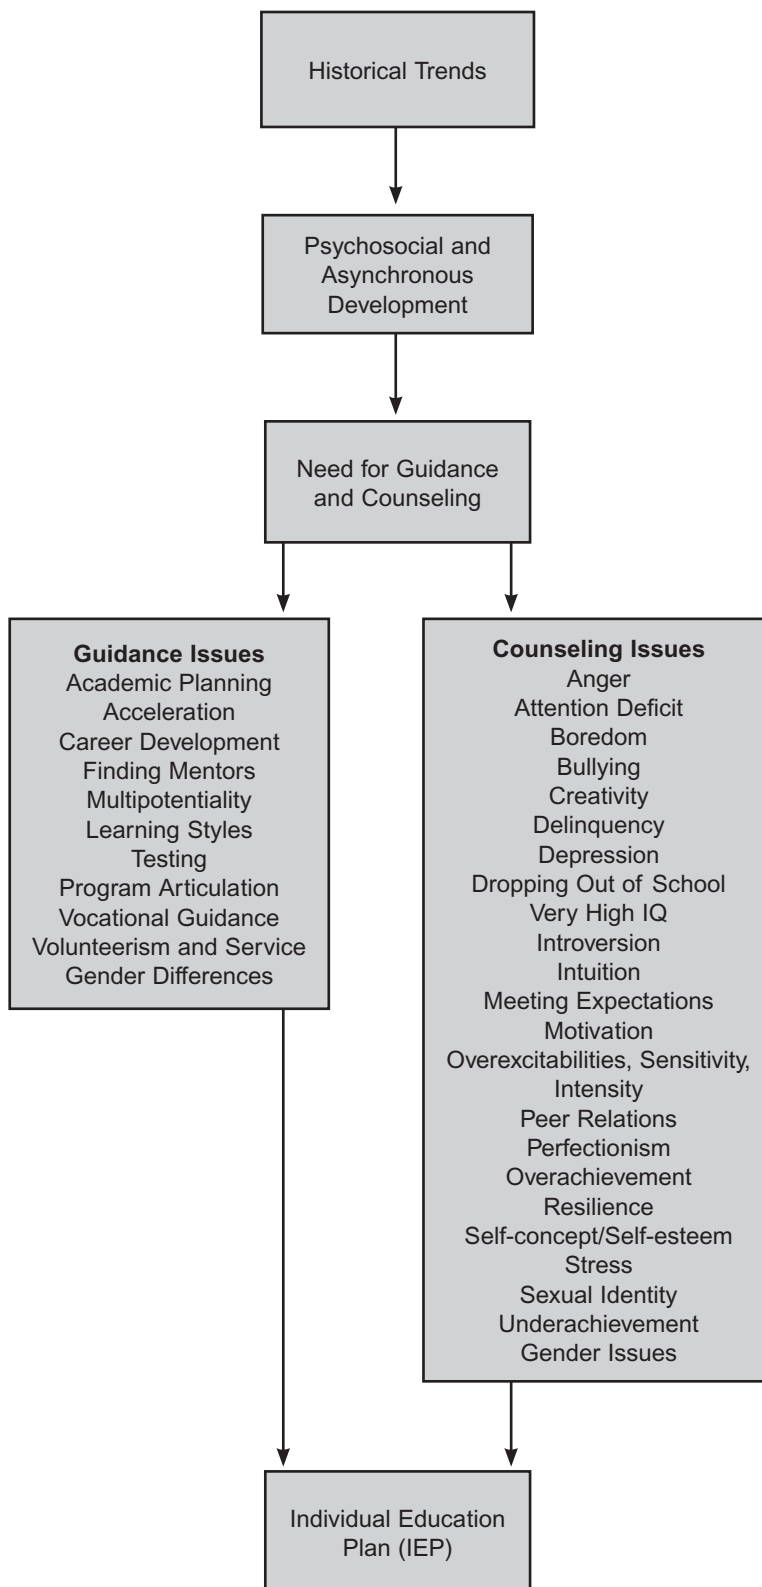 Historical Trends
Psychosocial and
Asynchronous
Development
Need for Guidance
and Counseling
Guidance Issues
Academic Planning
Acceleration
Career Development
Finding Mentors
Multipotentiality
Learning Styles
Testing
Program Articulation
Vocational Guidance
Volunteerism and Service
Gender Differences
Counseling Issues
Anger
Attention Deficit
Boredom
Bullying
Creativity
Delinquency
Depression
Dropping Out of School
Very High IQ
Introversion
Intuition
Meeting Expectations
Motivation
Overexcitabilities, Sensitivity,
Intensity
Peer Relations
Perfectionism
Overachievement
Resilience
Self-concept/Self-esteem
Stress
Sexual Identity
Underachievement
Gender Issues
Individual Education
Plan (IEP)